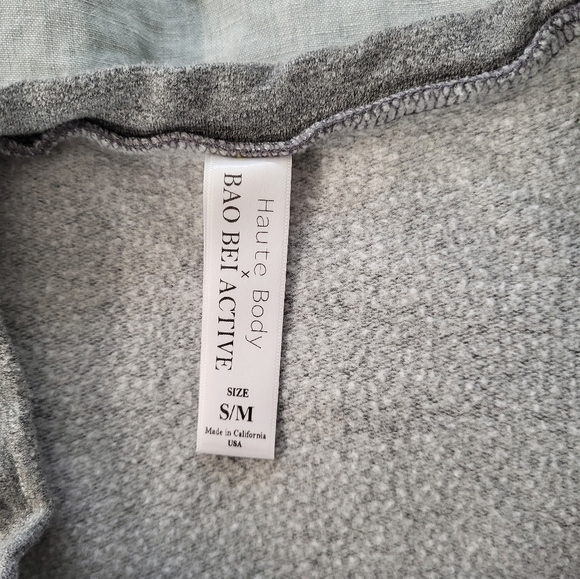 Haute Body
x
BAO BEI ACTIVE
SIZE
S/M
Made in California
USA